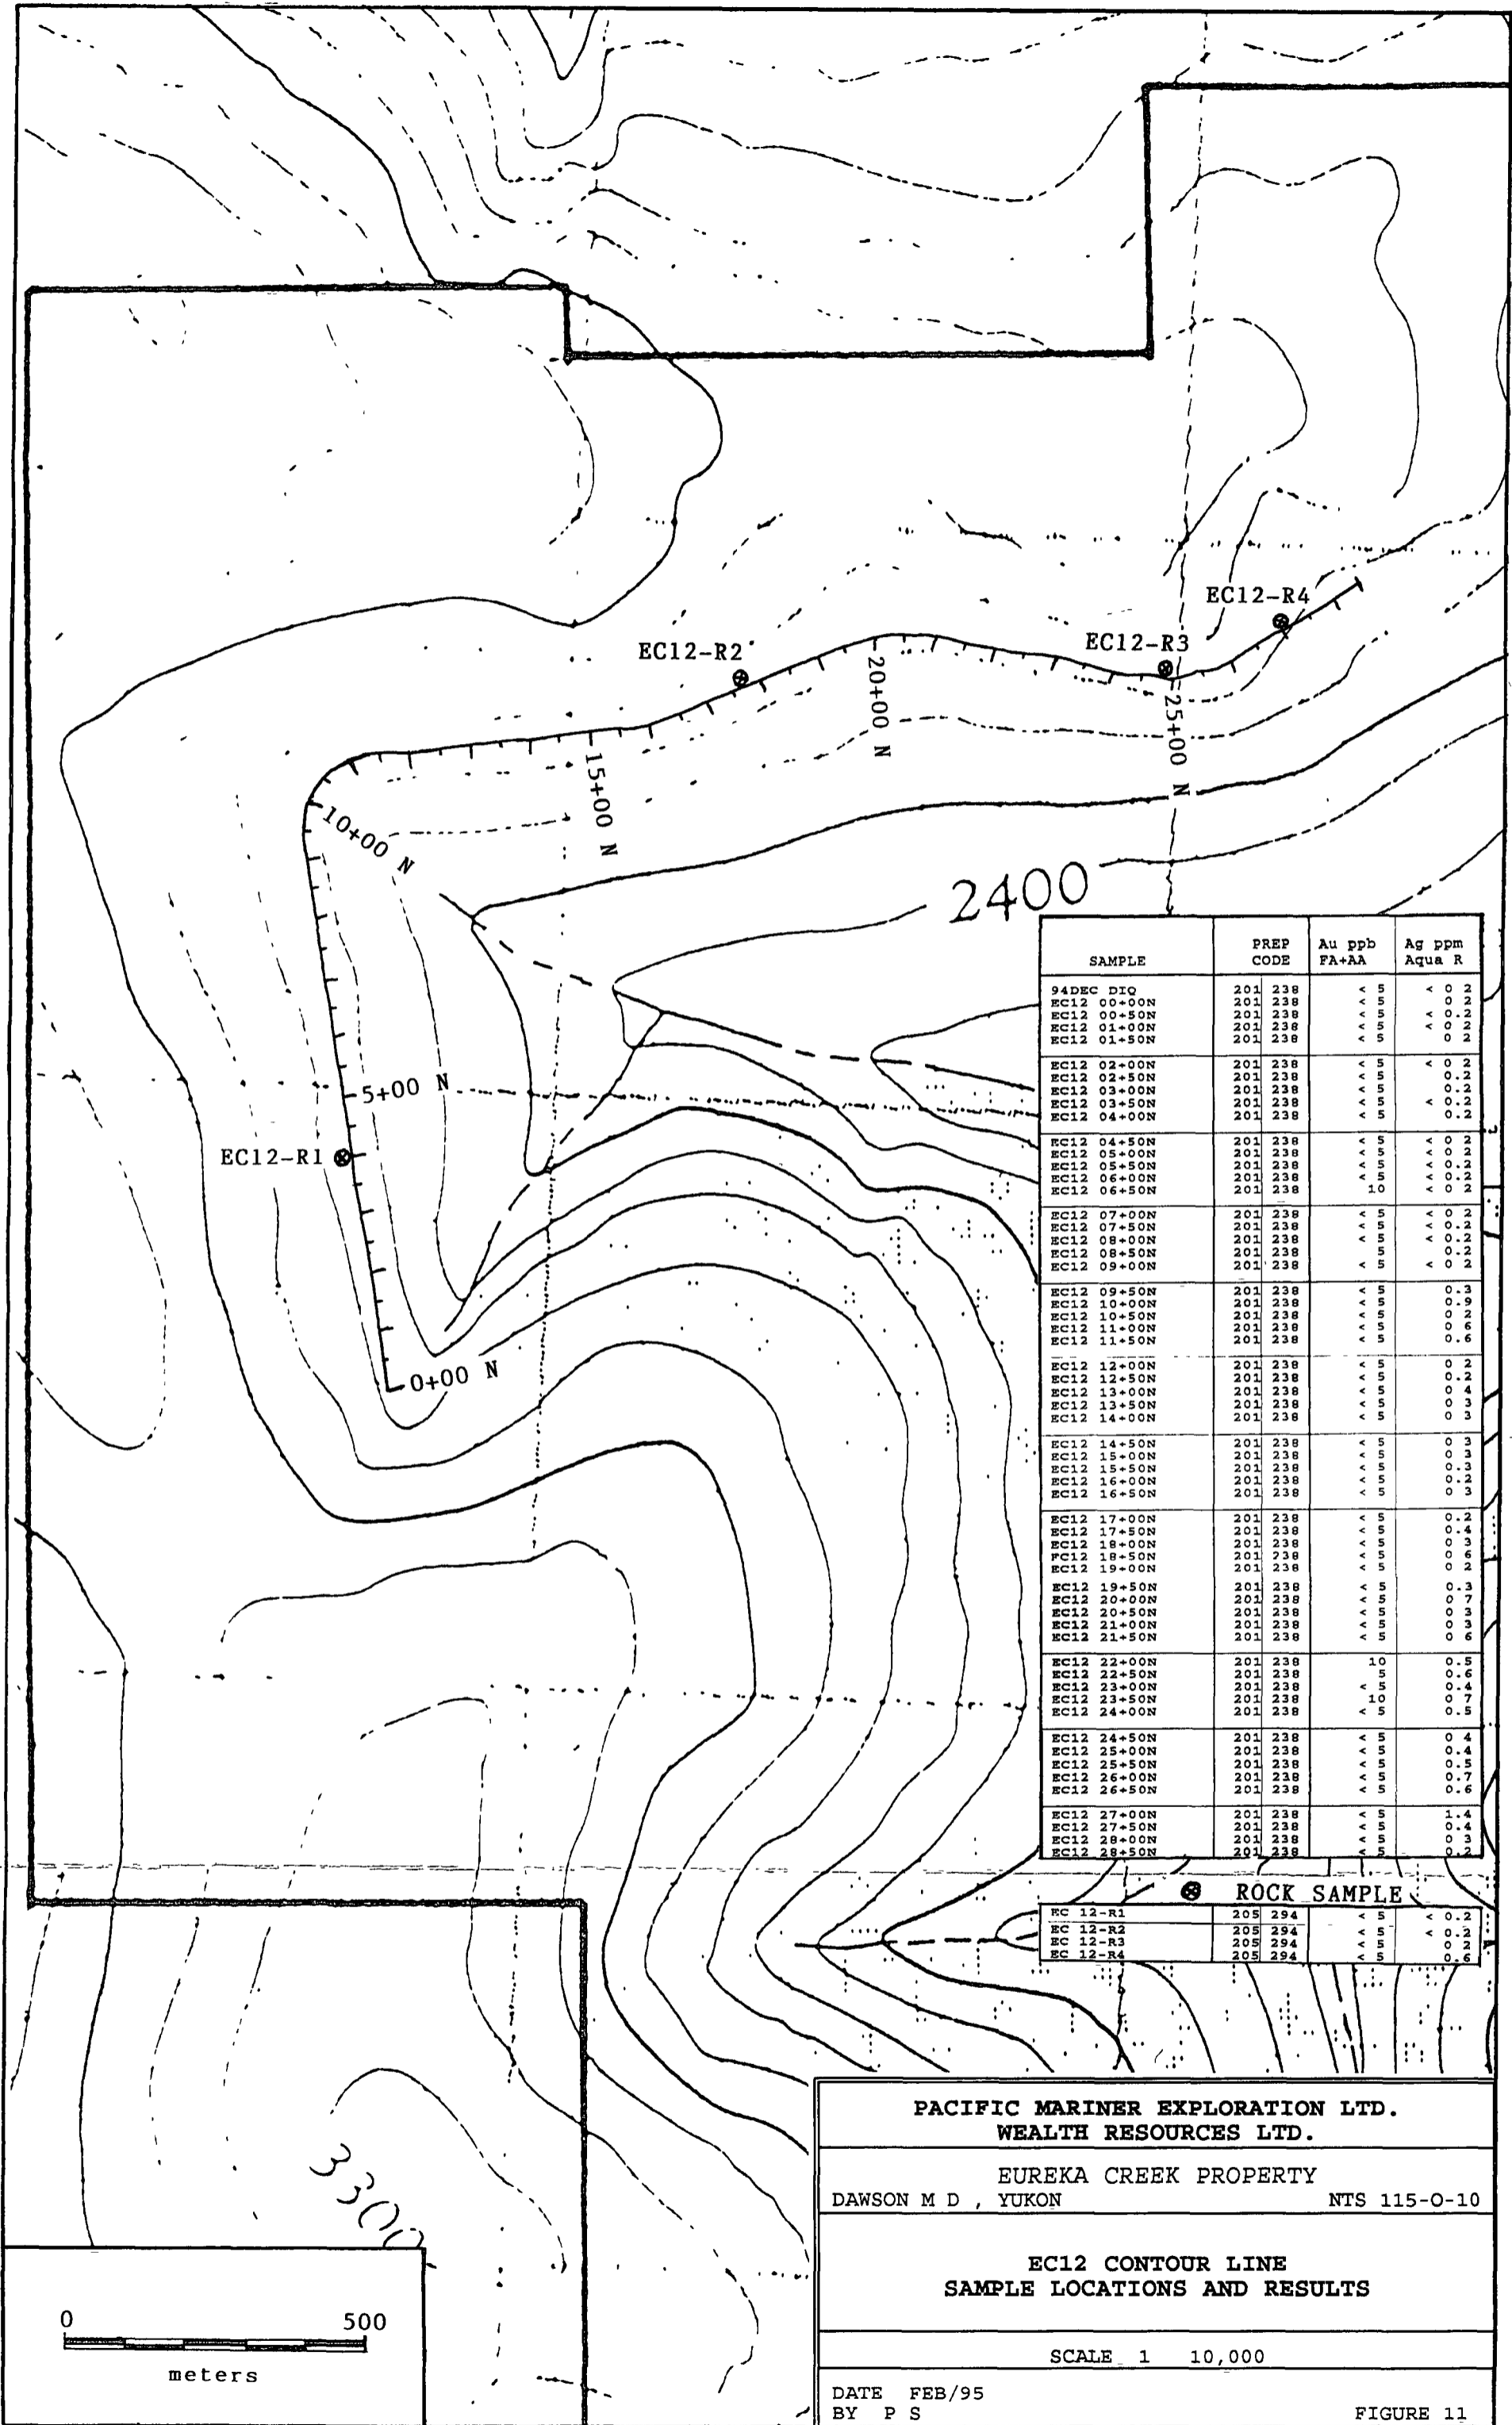 EC12-R4
EC12-R3
EC12-R2
20+00 N
25+00 N
15+00 N
10+00 N
2400
5+00 N
EC12-R1
0+00 N
SAMPLE PREP CODE Au ppb FA+AA Ag ppm Aqua R
94DEC DIQ 201 238 < 5 < 0 2
EC12 00+00N 201 238 < 5 0 2
EC12 00+50N 201 238 < 5 < 0.2
EC12 01+00N 201 238 < 5 < 0 2
EC12 01+50N 201 238 < 5 0 2
EC12 02+00N 201 238 < 5 < 0 2
EC12 02+50N 201 238 < 5 0.2
EC12 03+00N 201 238 < 5 0.2
EC12 03+50N 201 238 < 5 < 0.2
EC12 04+00N 201 238 < 5 0.2
EC12 04+50N 201 238 < 5 < 0 2
EC12 05+00N 201 238 < 5 < 0 2
EC12 05+50N 201 238 < 5 < 0.2
EC12 06+00N 201 238 < 5 < 0.2
EC12 06+50N 201 238 10 < 0 2
EC12 07+00N 201 238 < 5 < 0 2
EC12 07+50N 201 238 < 5 < 0.2
EC12 08+00N 201 238 < 5 < 0.2
EC12 08+50N 201 238 5 0.2
EC12 09+00N 201 238 < 5 < 0 2
EC12 09+50N 201 238 < 5 0.3
EC12 10+00N 201 238 < 5 0.9
EC12 10+50N 201 238 < 5 0 2
EC12 11+00N 201 238 < 5 0 6
EC12 11+50N 201 238 < 5 0.6
EC12 12+00N 201 238 < 5 0 2
EC12 12+50N 201 238 < 5 0.2
EC12 13+00N 201 238 < 5 0 4
EC12 13+50N 201 238 < 5 0 3
EC12 14+00N 201 238 < 5 0 3
EC12 14+50N 201 238 < 5 0 3
EC12 15+00N 201 238 < 5 0 3
EC12 15+50N 201 238 < 5 0.3
EC12 16+00N 201 238 < 5 0.2
EC12 16+50N 201 238 < 5 0 3
EC12 17+00N 201 238 < 5 0.2
EC12 17+50N 201 238 < 5 0.4
EC12 18+00N 201 238 < 5 0 3
EC12 18+50N 201 238 < 5 0 6
EC12 19+00N 201 238 < 5 0 2
EC12 19+50N 201 238 < 5 0.3
EC12 20+00N 201 238 < 5 0 7
EC12 20+50N 201 238 < 5 0 3
EC12 21+00N 201 238 < 5 0 3
EC12 21+50N 201 238 < 5 0 6
EC12 22+00N 201 238 10 0.5
EC12 22+50N 201 238 5 0.6
EC12 23+00N 201 238 < 5 0.4
EC12 23+50N 201 238 10 0 7
EC12 24+00N 201 238 < 5 0.5
EC12 24+50N 201 238 < 5 0 4
EC12 25+00N 201 238 < 5 0.4
EC12 25+50N 201 238 < 5 0.5
EC12 26+00N 201 238 < 5 0.7
EC12 26+50N 201 238 < 5 0.6
EC12 27+00N 201 238 < 5 1.4
EC12 27+50N 201 238 < 5 0.4
EC12 28+00N 201 238 < 5 0 3
EC12 28+50N 201 238 < 5 0.2
ROCK SAMPLE
EC 12-R1 205 294 < 5 < 0.2
EC 12-R2 205 294 < 5 < 0.2
EC 12-R3 205 294 < 5 0 2
EC 12-R4 205 294 < 5 0.6
3300
0 500
meters
PACIFIC MARINER EXPLORATION LTD.
WEALTH RESOURCES LTD.
EUREKA CREEK PROPERTY
DAWSON M D , YUKON NTS 115-O-10
EC12 CONTOUR LINE
SAMPLE LOCATIONS AND RESULTS
SCALE 1 10,000
DATE FEB/95
BY P S FIGURE 11